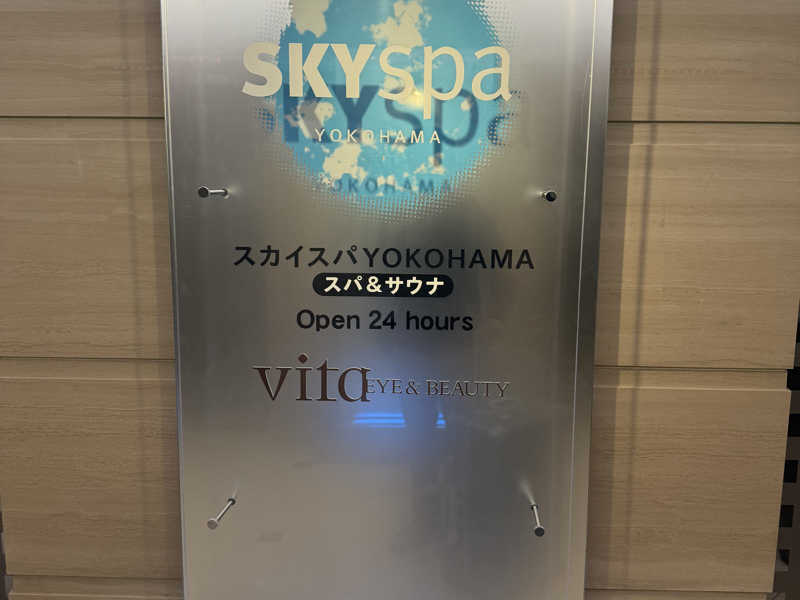 SKYspa
YOKOHAMA
スカイスパYOKOHAMA
スパ&サウナ
Open 24 hours
vita EYE & BEAUTY